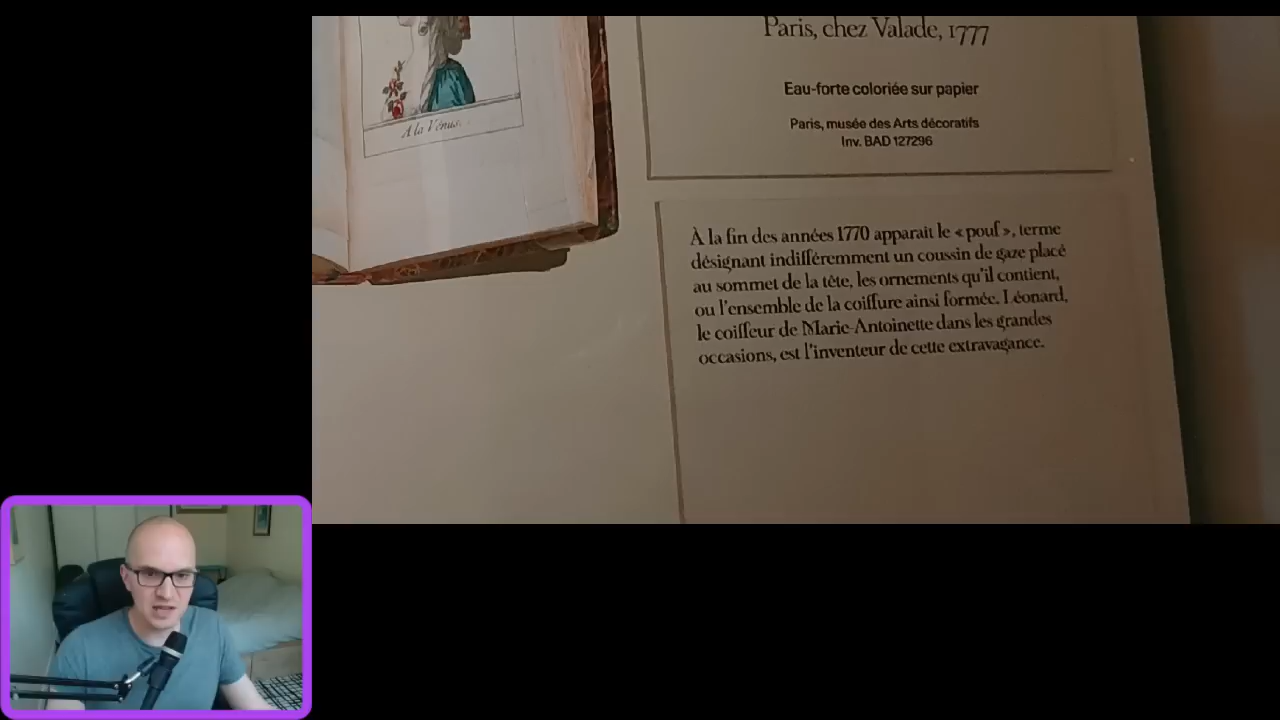 A la Vénus.
Paris, chez Valade, 1777
Eau-forte coloriée sur papier
Paris, musée des Arts décoratifs
Inv. BAD 127296
À la fin des années 1770 apparaît le « pouf », terme
désignant indifféremment un coussin de gaze placé
au sommet de la tête, les ornements qu'il contient,
ou l'ensemble de la coiffure ainsi formée. Léonard,
le coiffeur de Marie-Antoinette dans les grandes
occasions, est l'inventeur de cette extravagance.